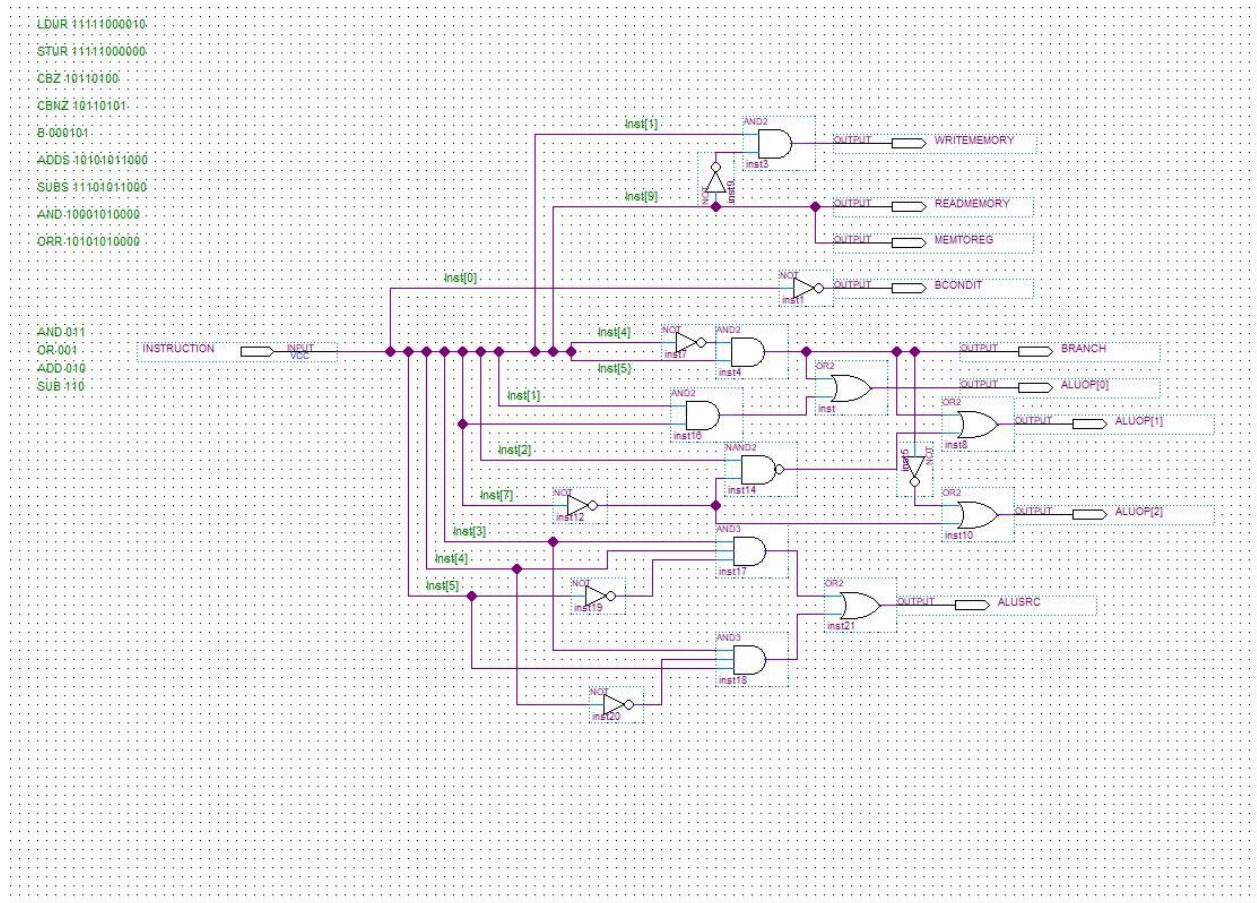 LDUR 11111000010
STUR 11111000000
CBZ 10110100
CBNZ 10110101
B 000101
ADDS 10101011000
SUBS 11101011000
AND 10001010000
ORR 10101010000
AND 011
OR 001
ADD 010
SUB 110
INSTRUCTION INPUT
VCC
Inst[1]
AND2
inst3
OUTPUT WRITEMEMORY
NOT
inst9
Inst[9]
OUTPUT READMEMORY
OUTPUT MEMTOREG
Inst[0]
NOT
inst1
OUTPUT BCONDIT
Inst[4]
NOT
inst7
AND2
Inst[5}
inst4
OUTPUT BRANCH
OR2
inst
OUTPUT ALUOP[0]
Inst[1]
AND2
inst16
OR2
inst8
OUTPUT ALUOP[1]
Inst[2]
NAND2
inst14
inst5
NOT
Inst[7]
NOT
inst12
OR2
inst10
OUTPUT ALUOP[2]
Inst[3]
AND3
inst17
Inst[4]
Inst[5]
NOT
inst19
OR2
inst21
OUTPUT ALUSRC
AND3
inst18
NOT
inst20